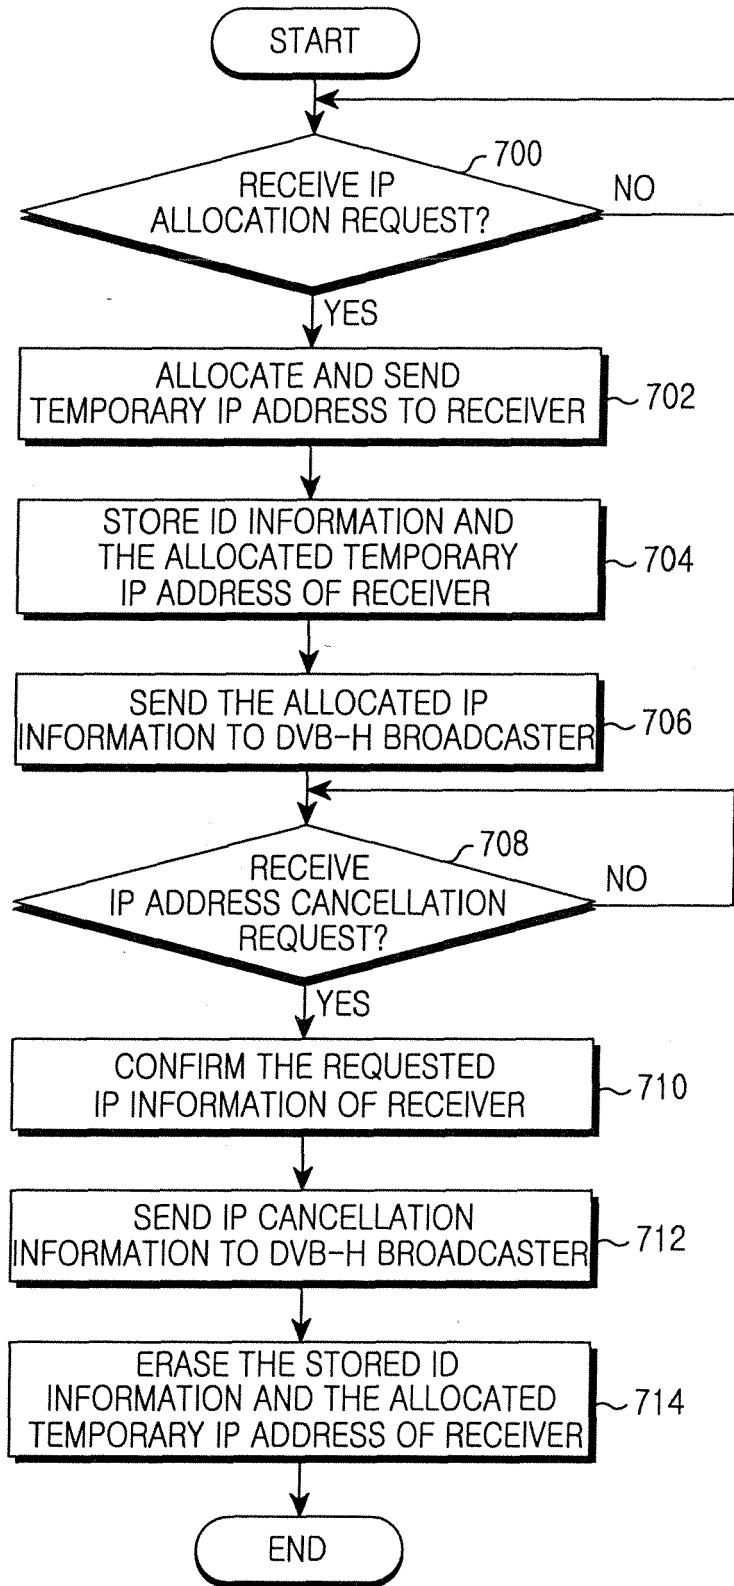 START
700
RECEIVE IP
ALLOCATION REQUEST?
NO
YES
ALLOCATE AND SEND
TEMPORARY IP ADDRESS TO RECEIVER
702
STORE ID INFORMATION AND
THE ALLOCATED TEMPORARY
IP ADDRESS OF RECEIVER
704
SEND THE ALLOCATED IP
INFORMATION TO DVB-H BROADCASTER
706
708
RECEIVE
IP ADDRESS CANCELLATION
REQUEST?
NO
YES
CONFIRM THE REQUESTED
IP INFORMATION OF RECEIVER
710
SEND IP CANCELLATION
INFORMATION TO DVB-H BROADCASTER
712
ERASE THE STORED ID
INFORMATION AND THE ALLOCATED
TEMPORARY IP ADDRESS OF RECEIVER
714
END